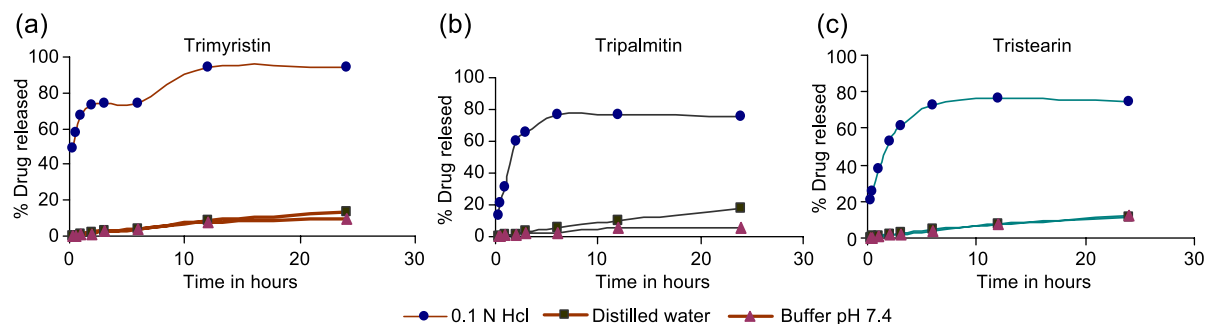 (a)
Trimyristin
% Drug released
100
80
60
40
20
0
0
10
20
30
Time in hours
(b)
Tripalmitin
% Drug relesed
100
80
60
40
20
0
0
10
20
30
Time in hours
(c)
Tristearin
% Drug relesed
100
80
60
40
20
0
0
10
20
30
Time in hours
0.1 N Hcl Distilled water Buffer pH 7.4